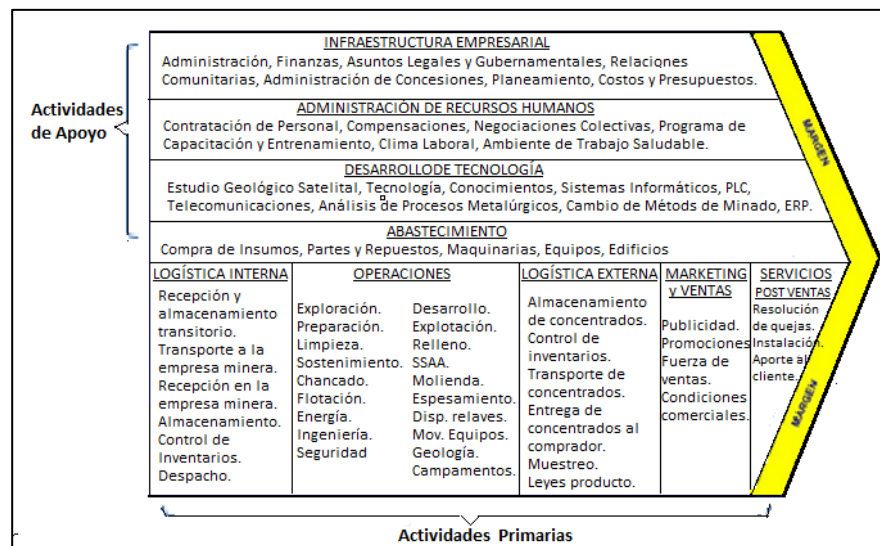 INFRAESTRUCTURA EMPRESARIAL
Administración, Finanzas, Asuntos Legales y Gubernamentales, Relaciones
Comunitarias, Administración de Concesiones, Planeamiento, Costos y Presupuestos.
Actividades
de Apoyo
ADMINISTRACIÓN DE RECURSOS HUMANOS
Contratación de Personal, Compensaciones, Negociaciones Colectivas, Programa de
Capacitación y Entrenamiento, Clima Laboral, Ambiente de Trabajo Saludable.
DESARROLLODE TECNOLOGÍA
Estudio Geológico Satelital, Tecnología, Conocimientos, Sistemas Informáticos, PLC,
Telecomunicaciones, Análisis de Procesos Metalúrgicos, Cambio de Métods de Minado, ERP.
ABASTECIMIENTO
Compra de Insumos, Partes y Repuestos, Maquinarias, Equipos, Edificios
MARGEN
LOGÍSTICA INTERNA
Recepción y
almacenamiento
transitorio.
Transporte a la
empresa minera.
Recepción en la
empresa minera.
Almacenamiento.
Control de
Inventarios.
Despacho.
OPERACIONES
Exploración.
Preparación.
Limpieza.
Sostenimiento.
Chancado.
Flotación.
Energía.
Ingeniería.
Seguridad
Desarrollo.
Explotación.
Relleno.
SSAA.
Molienda.
Espesamiento.
Disp. relaves.
Mov. Equipos.
Geología.
Campamentos.
LOGÍSTICA EXTERNA
Almacenamiento
de concentrados.
Control de
inventarios.
Transporte de
concentrados.
Entrega de
concentrados al
comprador.
Muestreo.
Leyes producto.
MARKETING
y VENTAS
Publicidad.
Promociones
Fuerza de
ventas.
Condiciones
comerciales.
SERVICIOS
POST VENTAS
Resolución
de quejas.
Instalación.
Aporte al
cliente.
MARGEN
Actividades Primarias